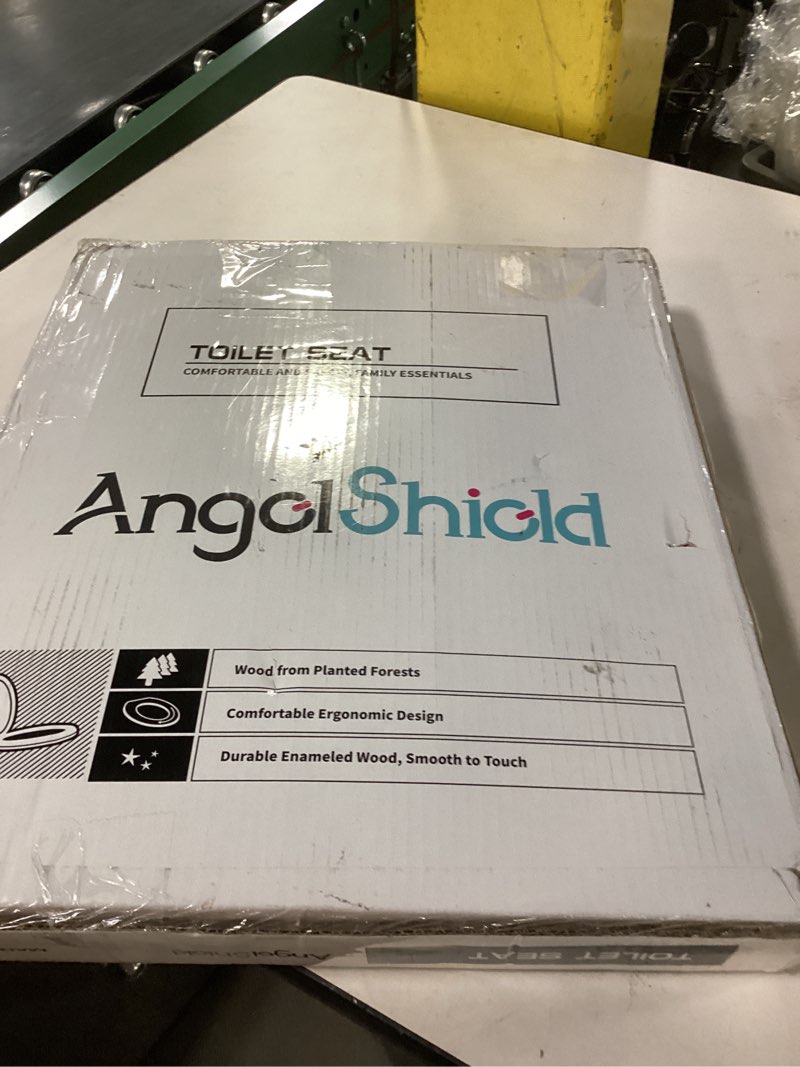 TOILET SEAT
COMFORTABLE AND FAMILY ESSENTIALS
AngelShield
Wood from Planted Forests
Comfortable Ergonomic Design
Durable Enameled Wood, Smooth to Touch
AngelShield
TOILET SEAT